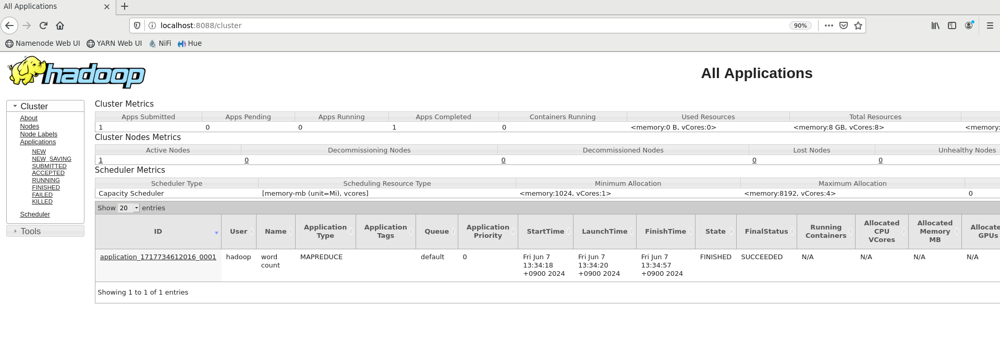 All Applications
localhost:8088/cluster
90%
Namenode Web UI YARN Web UI NiFi Hue
hadoop
All Applications
Cluster
About
Nodes
Node Labels
Applications
NEW
NEW_SAVING
SUBMITTED
ACCEPTED
RUNNING
FINISHED
FAILED
KILLED
Scheduler
Tools
Cluster Metrics
Apps Submitted Apps Pending Apps Running Apps Completed Containers Running Used Resources Total Resources
1 0 0 1 0 <memory:0 B, vCores:0> <memory:8 GB, vCores:8> <memory:
Cluster Nodes Metrics
Active Nodes Decommissioning Nodes Decommissioned Nodes Lost Nodes Unhealthy Nodes
1 0 0 0 0
Scheduler Metrics
Scheduler Type Scheduling Resource Type Minimum Allocation Maximum Allocation
Capacity Scheduler [memory-mb (unit=Mi), vcores] <memory:1024, vCores:1> <memory:8192, vCores:4> 0
Show 20 entries
ID User Name Application Type Application Tags Queue Application Priority StartTime LaunchTime FinishTime State FinalStatus Running Containers Allocated CPU VCores Allocated Memory MB Allocate GPUs
application_1717734612016_0001 hadoop word count MAPREDUCE default 0 Fri Jun 7 13:34:18 +0900 2024 Fri Jun 7 13:34:20 +0900 2024 Fri Jun 7 13:34:57 +0900 2024 FINISHED SUCCEEDED N/A N/A N/A N/A
Showing 1 to 1 of 1 entries